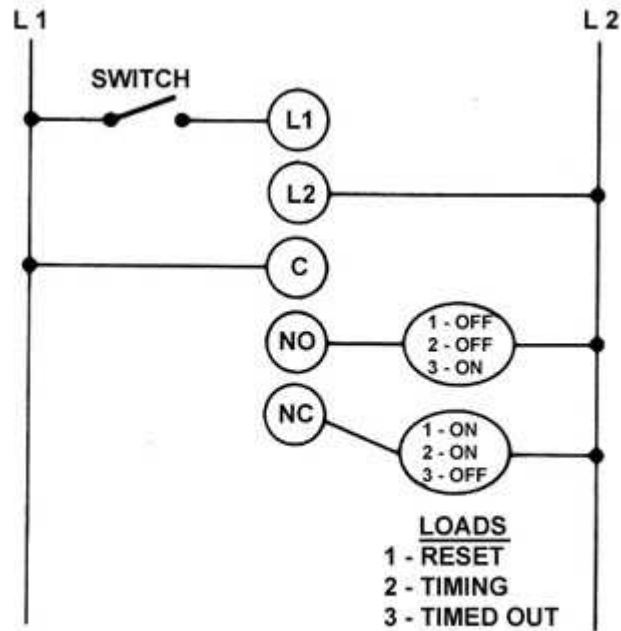 L 1
L 2
SWITCH
L1
L2
C
NO
1 - OFF
2 - OFF
3 - ON
NC
1 - ON
2 - ON
3 - OFF
LOADS
1 - RESET
2 - TIMING
3 - TIMED OUT